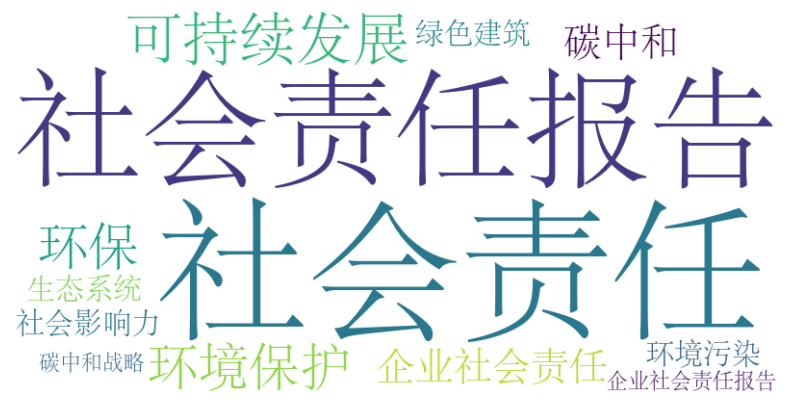 可持续发展
绿色建筑
碳中和
社会责任报告
社会责任
环保
生态系统
社会影响力
碳中和战略
环境保护
企业社会责任
环境污染
企业社会责任报告